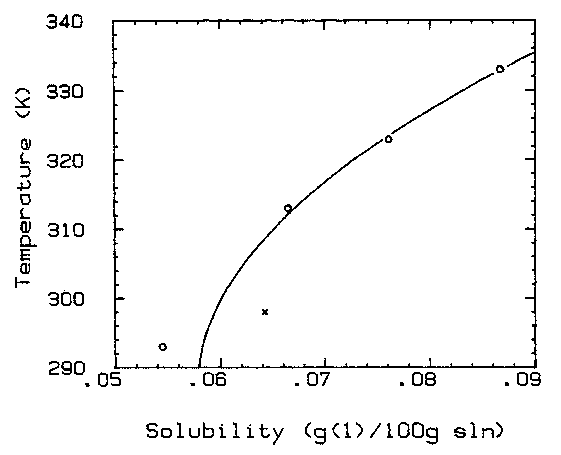 340
330
320
310
300
290
Temperature (K)
.05 .06 .07 .08 .09
Solubility (g(1)/100g sln)